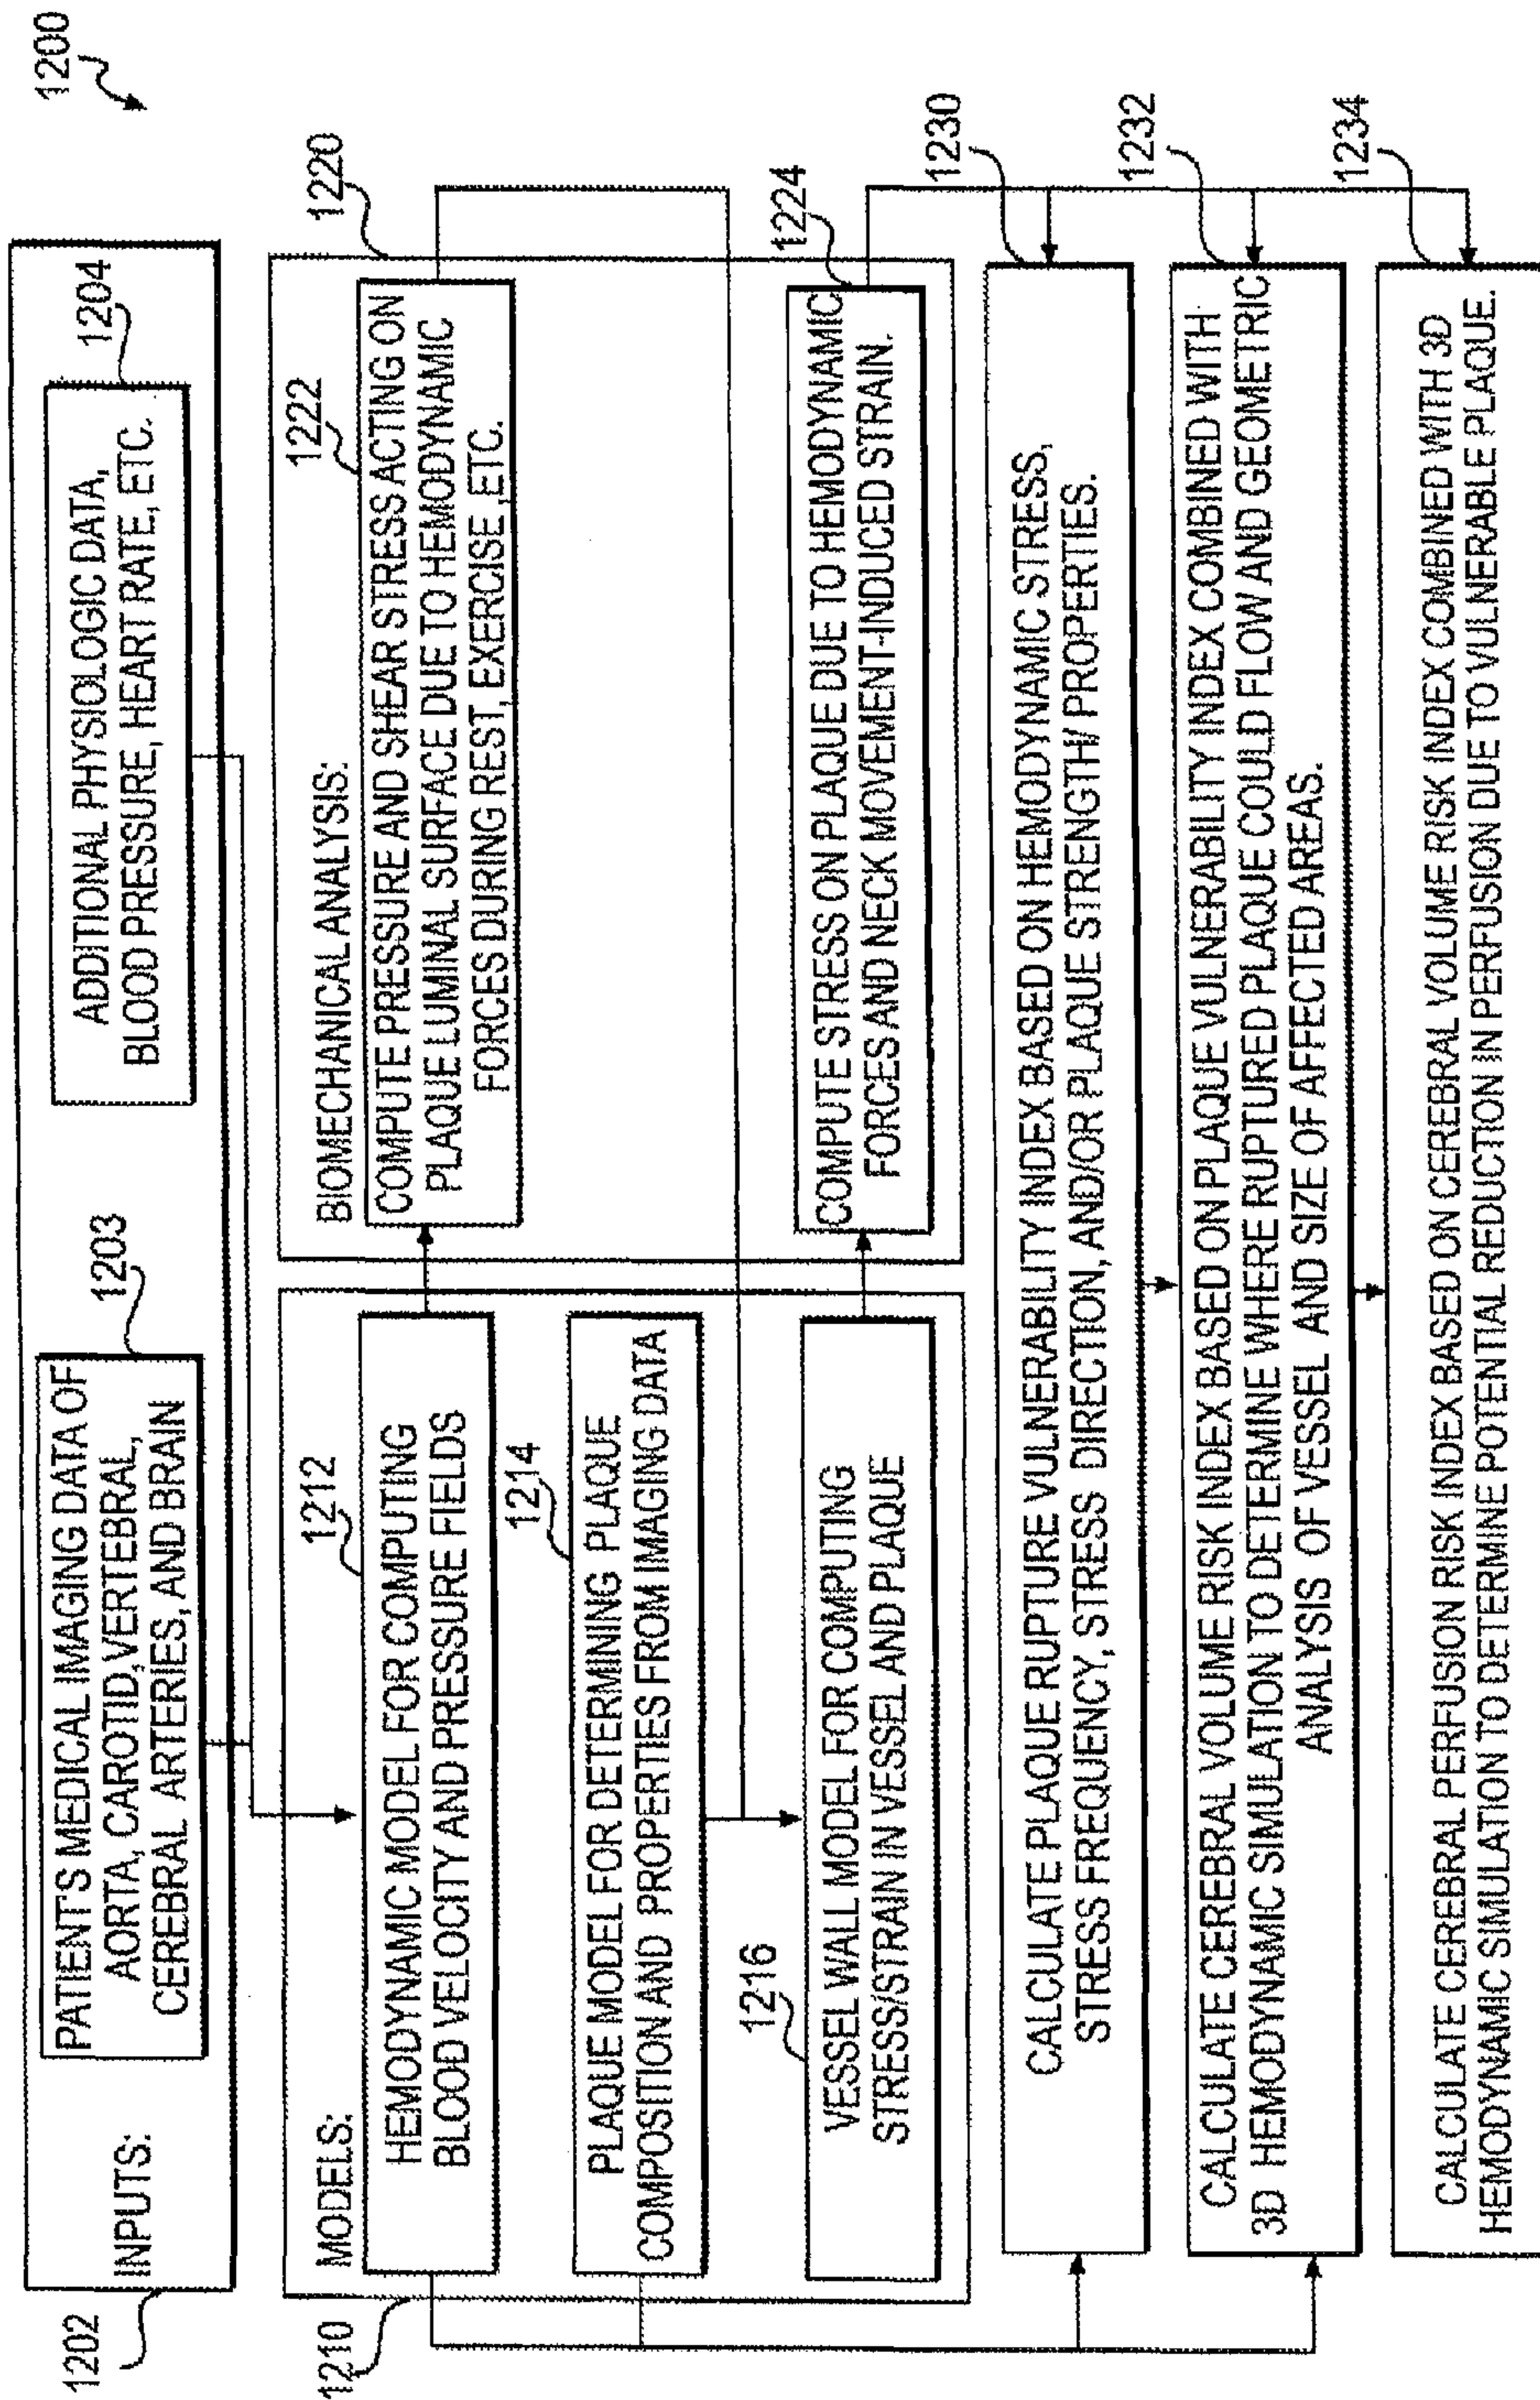 1200
1202
INPUTS:
1203
PATIENT'S MEDICAL IMAGING DATA OF
AORTA, CAROTID, VERTEBRAL,
CEREBRAL ARTERIES, AND BRAIN
1204
ADDITIONAL PHYSIOLOGIC DATA,
BLOOD PRESSURE, HEART RATE, ETC.
1210
MODELS:
1212
HEMODYNAMIC MODEL FOR COMPUTING
BLOOD VELOCITY AND PRESSURE FIELDS
1214
PLAQUE MODEL FOR DETERMINING PLAQUE
COMPOSITION AND PROPERTIES FROM IMAGING DATA
1216
VESSEL WALL MODEL FOR COMPUTING
STRESS/STRAIN IN VESSEL AND PLAQUE
1220
BIOMECHANICAL ANALYSIS:
1222
COMPUTE PRESSURE AND SHEAR STRESS ACTING ON
PLAQUE LUMINAL SURFACE DUE TO HEMODYNAMIC
FORCES DURING REST, EXERCISE ,ETC.
1224
COMPUTE STRESS ON PLAQUE DUE TO HEMODYNAMIC
FORCES AND NECK MOVEMENT-INDUCED STRAIN.
1230
CALCULATE PLAQUE RUPTURE VULNERABILITY INDEX BASED ON HEMODYNAMIC STRESS,
STRESS FREQUENCY, STRESS DIRECTION, AND/OR PLAQUE STRENGTH/ PROPERTIES.
1232
CALCULATE CEREBRAL VOLUME RISK INDEX BASED ON PLAQUE VULNERABILITY INDEX COMBINED WITH
3D HEMODYNAMIC SIMULATION TO DETERMINE WHERE RUPTURED PLAQUE COULD FLOW AND GEOMETRIC
ANALYSIS OF VESSEL AND SIZE OF AFFECTED AREAS.
1234
CALCULATE CEREBRAL PERFUSION RISK INDEX BASED ON CEREBRAL VOLUME RISK INDEX COMBINED WITH 3D
HEMODYNAMIC SIMULATION TO DETERMINE POTENTIAL REDUCTION IN PERFUSION DUE TO VULNERABLE PLAQUE.